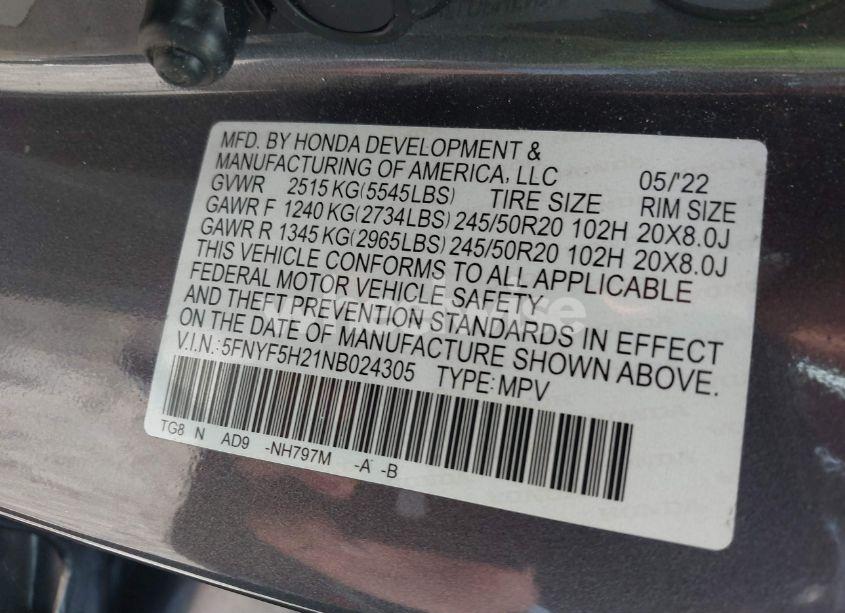 MFD. BY HONDA DEVELOPMENT &
MANUFACTURING OF AMERICA, LLC 05/'22
GVWR 2515 KG(5545LBS) TIRE SIZE RIM SIZE
GAWR F 1240 KG(2734LBS) 245/50R20 102H 20X8.0J
GAWR R 1345 KG(2965LBS) 245/50R20 102H 20X8.0J
THIS VEHICLE CONFORMS TO ALL APPLICABLE
FEDERAL MOTOR VEHICLE SAFETY
AND THEFT PREVENTION STANDARDS IN EFFECT
ON THE DATE OF MANUFACTURE SHOWN ABOVE.
V.I.N.: 5FNYF5H21NB024305 TYPE: MPV
TG8 N AD9 -NH797M -A -B